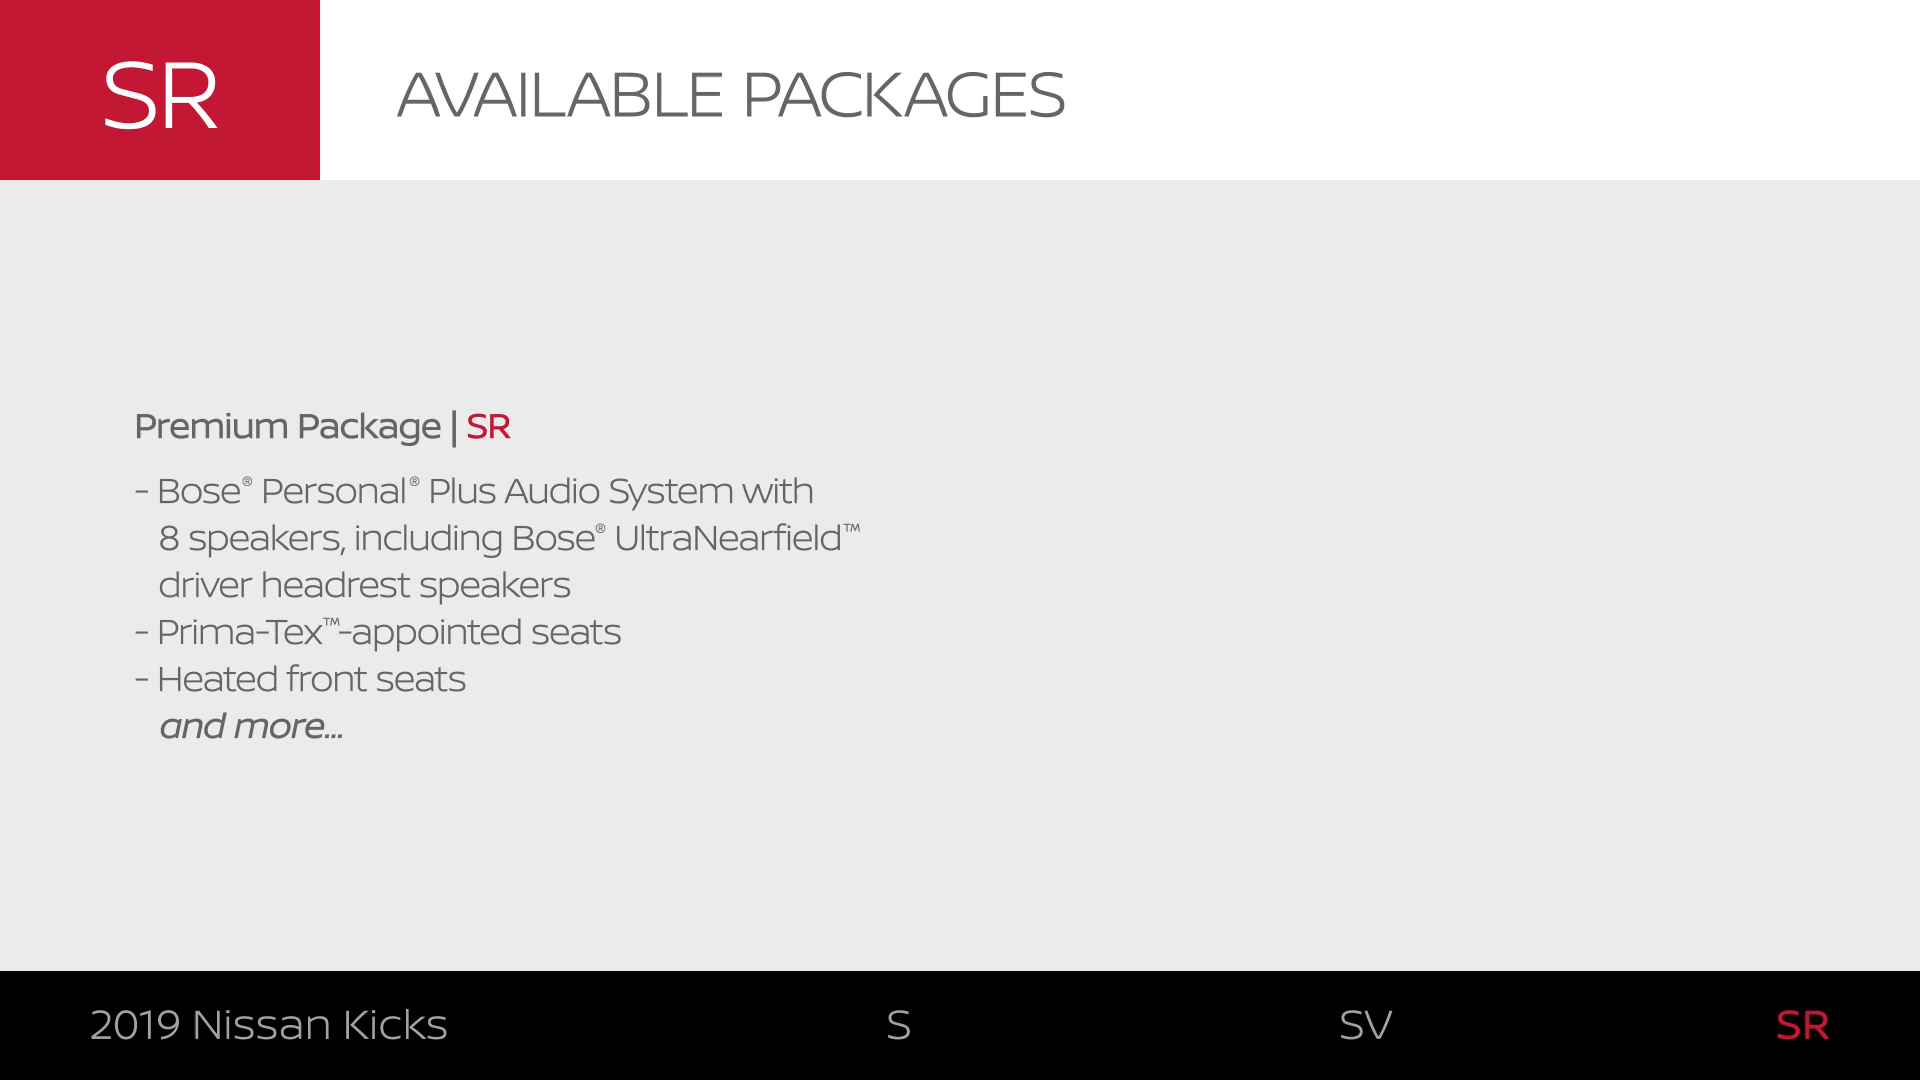 SR
AVAILABLE PACKAGES
Premium Package | SR
- Bose® Personal® Plus Audio System with
8 speakers, including Bose® UltraNearfield™
driver headrest speakers
- Prima-Tex™-appointed seats
- Heated front seats
and more...
2019 Nissan Kicks
S
SV
SR